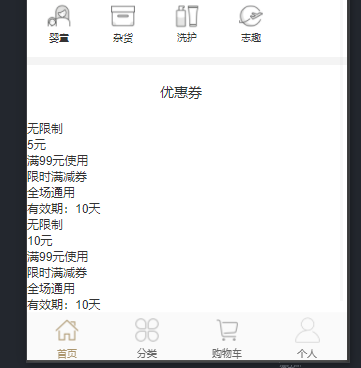 婴童 杂货 洗护 志趣
优惠券
无限制
5元
满99元使用
限时满减券
全场通用
有效期：10天
无限制
10元
满99元使用
限时满减券
全场通用
有效期：10天
首页 分类 购物车 个人